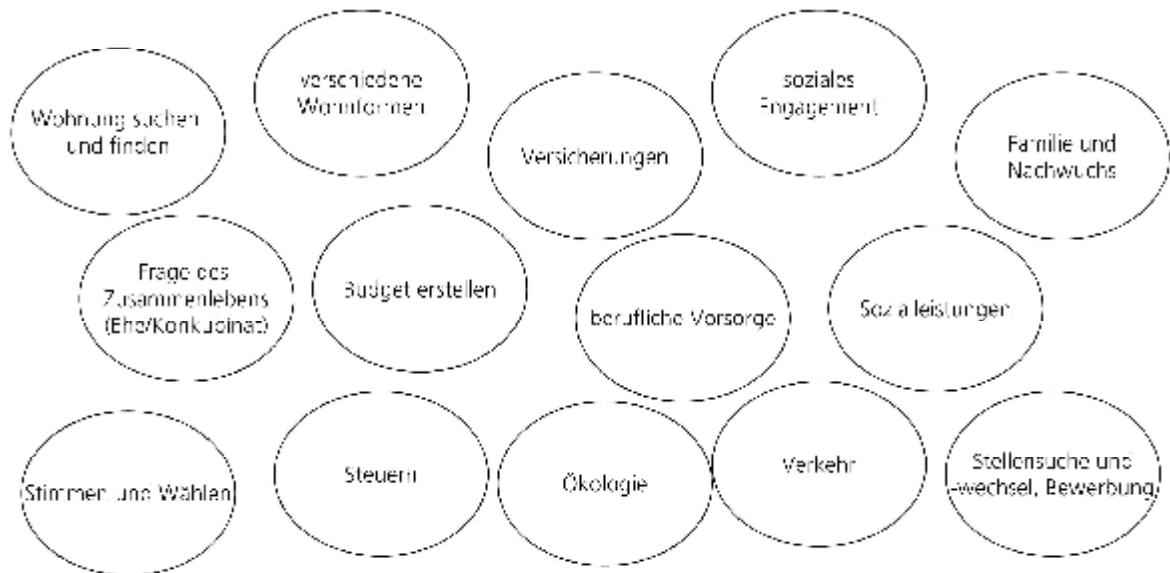 verschiedene
Wohnformen
soziales
Engagement
Wohnung suchen
und finden
Versicherungen
Familie und
Nachwuchs
Frage des
Zusammenlebens
(Ehe/Konkubinat)
Budget erstellen
berufliche Vorsorge
Sozialleistungen
Stimmen und Wählen
Steuern
Ökologie
Verkehr
Stellensuche und
-wechsel, Bewerbung